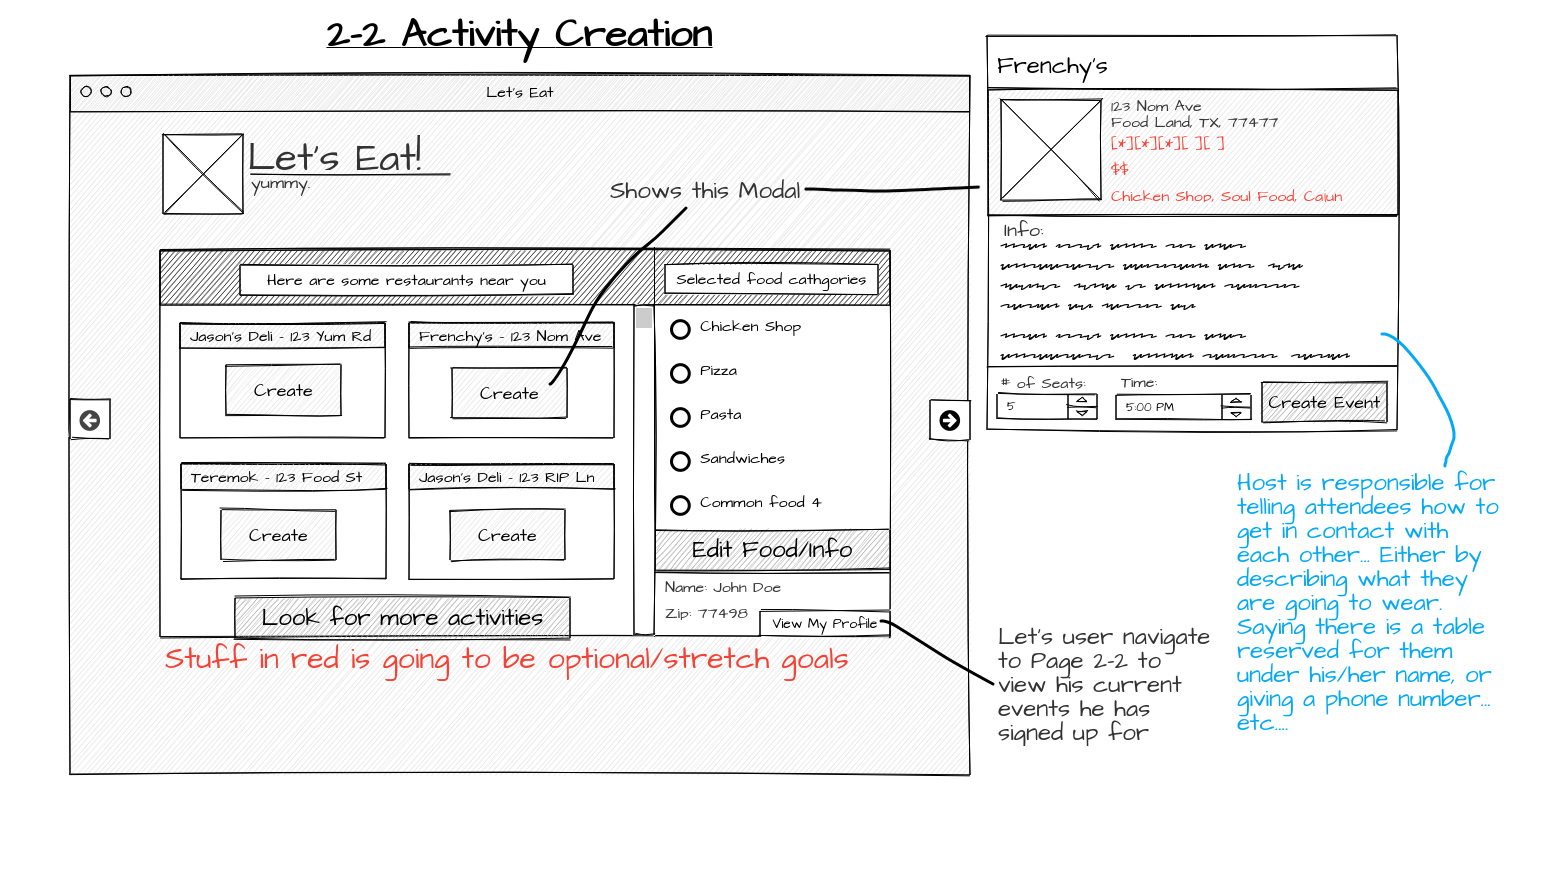 2-2 Activity Creation
Let's Eat
Let's Eat!
yummy.
Shows this Modal
Here are some restaurants near you
Selected food cathgories
Jason's Deli - 123 Yum Rd
Create
Frenchy's - 123 Nom Ave
Create
Teremok - 123 Food St
Create
Jason's Deli - 123 RIP Ln
Create
Look for more activities
Chicken Shop
Pizza
Pasta
Sandwiches
Common food 4
Edit Food/Info
Name: John Doe
Zip: 77498
View My Profile
Stuff in red is going to be optional/stretch goals
Frenchy's
123 Nom Ave
Food Land, TX, 77477
[*][*][*][ ][ ]
$$
Chicken Shop, Soul Food, Cajun
Info:
# of Seats:
Time:
5
5:00 PM
Create Event
Let's user navigate
to Page 2-2 to
view his current
events he has
signed up for
Host is responsible for
telling attendees how to
get in contact with
each other... Either by
describing what they
are going to wear.
Saying there is a table
reserved for them
under his/her name, or
giving a phone number...
etc....